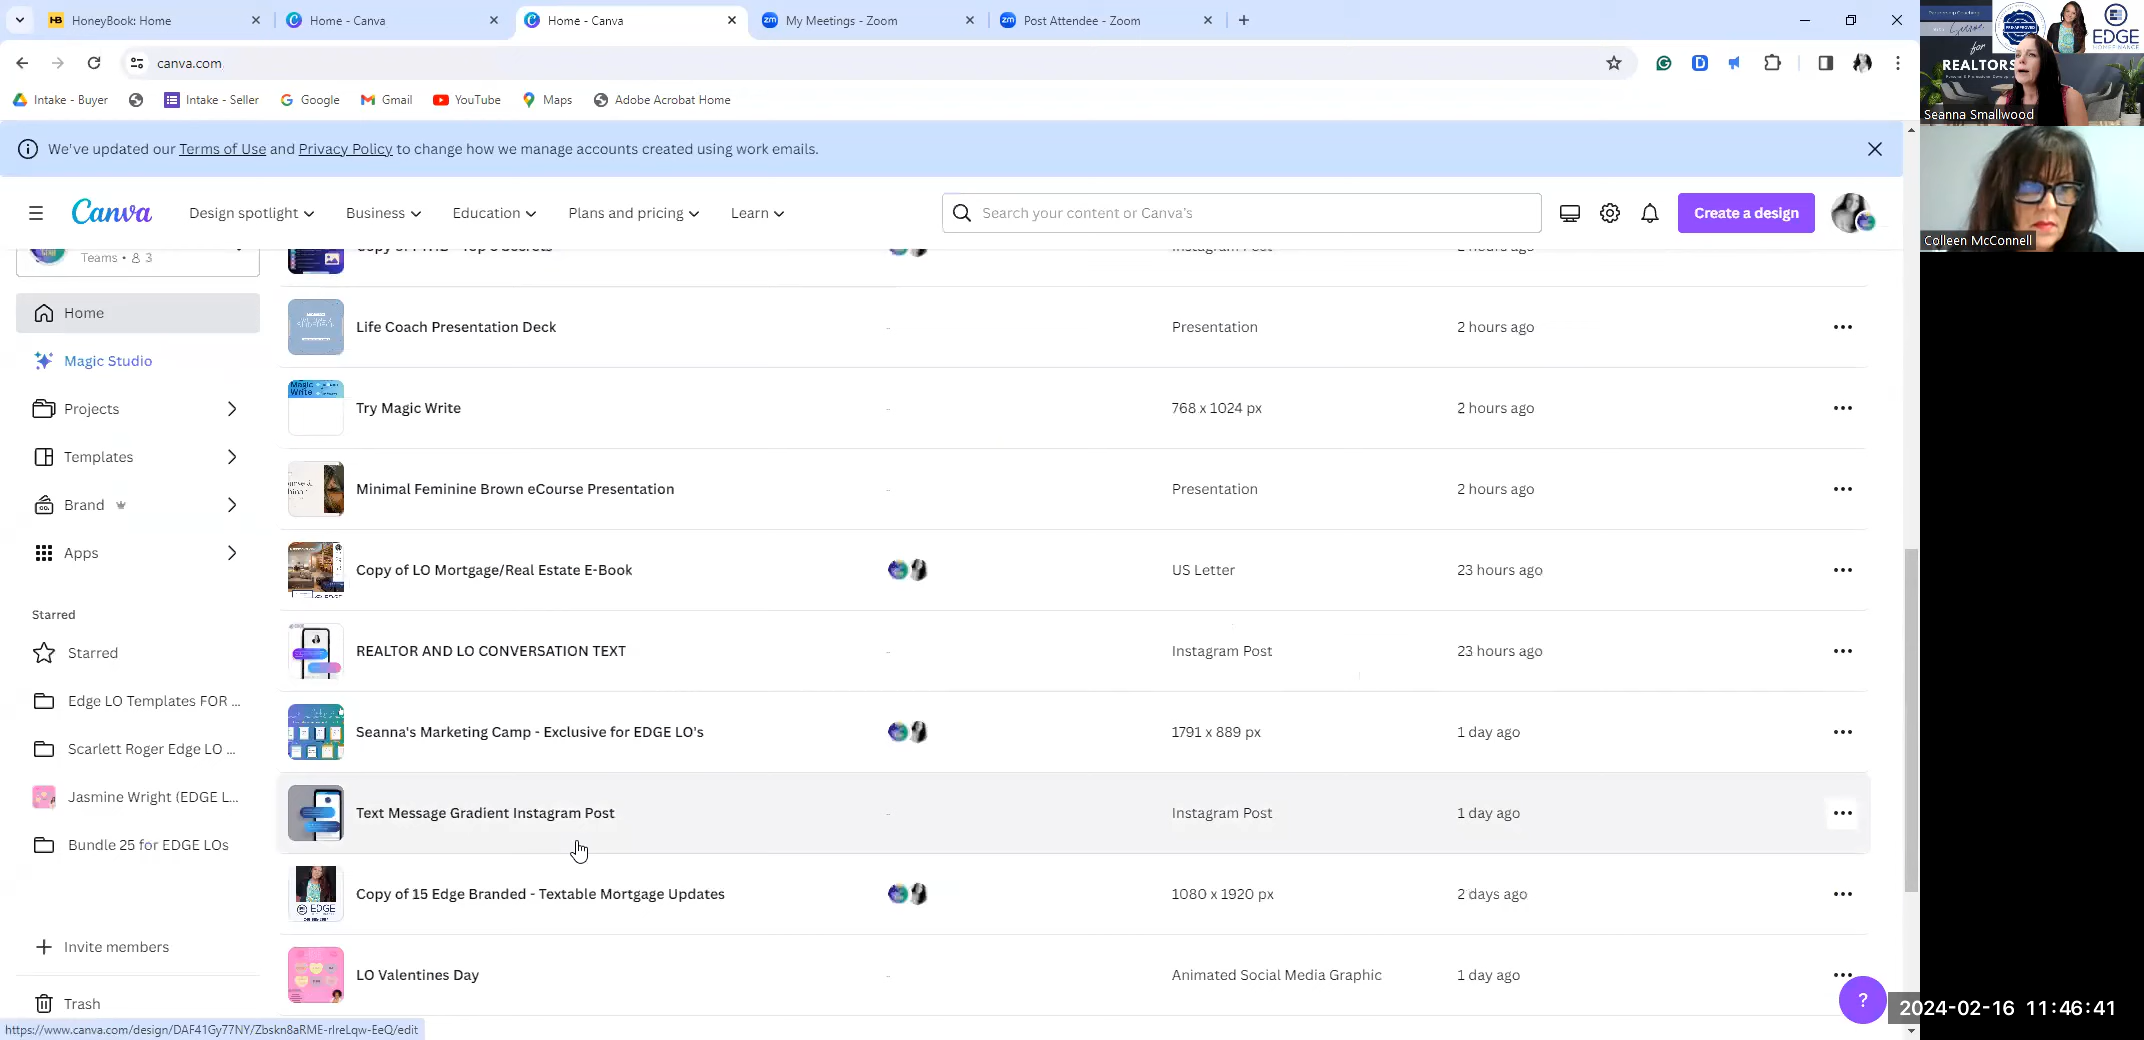 HB HoneyBook: Home
Home - Canva
Home - Canva
zm My Meetings - Zoom
zm Post Attendee - Zoom
canva.com
Intake - Buyer
Intake - Seller
Google
Gmail
YouTube
Maps
Adobe Acrobat Home
We've updated our Terms of Use and Privacy Policy to change how we manage accounts created using work emails.
Canva
Design spotlight
Business
Education
Plans and pricing
Learn
Search your content or Canva's
Create a design
Teams • 3
Home
Magic Studio
Projects
Templates
Brand
Apps
Starred
Starred
Edge LO Templates FOR ...
Scarlett Roger Edge LO ...
Jasmine Wright (EDGE L...
Bundle 25 for EDGE LOs
Invite members
Trash
Life Coach Presentation Deck - Presentation 2 hours ago
Try Magic Write - 768 x 1024 px 2 hours ago
Minimal Feminine Brown eCourse Presentation - Presentation 2 hours ago
Copy of LO Mortgage/Real Estate E-Book US Letter 23 hours ago
REALTOR AND LO CONVERSATION TEXT - Instagram Post 23 hours ago
Seanna's Marketing Camp - Exclusive for EDGE LO's 1791 x 889 px 1 day ago
Text Message Gradient Instagram Post - Instagram Post 1 day ago
Copy of 15 Edge Branded - Textable Mortgage Updates 1080 x 1920 px 2 days ago
LO Valentines Day - Animated Social Media Graphic 1 day ago
?
https://www.canva.com/design/DAF41Gy77NY/Zbskn8aRME-rlreLqw-EeQ/edit
EDGE
for
REALTORS
Seanna Smallwood
Colleen McConnell
2024-02-16 11:46:41